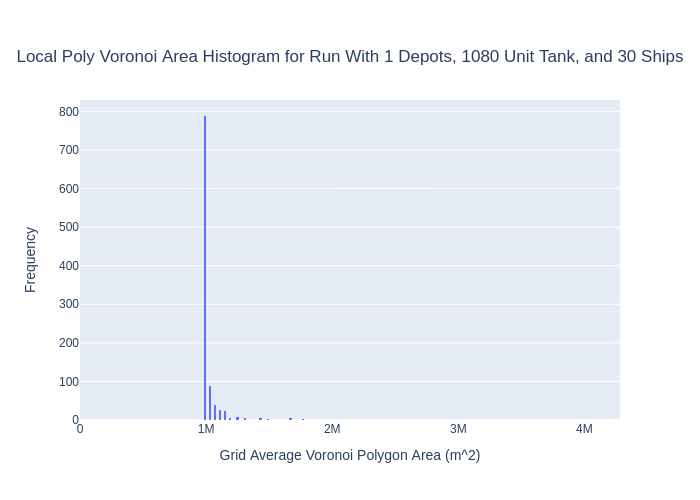 Local Poly Voronoi Area Histogram for Run With 1 Depots, 1080 Unit Tank, and 30 Ships
800
700
600
500
400
300
200
100
0
Frequency
0 1M 2M 3M 4M
Grid Average Voronoi Polygon Area (m^2)